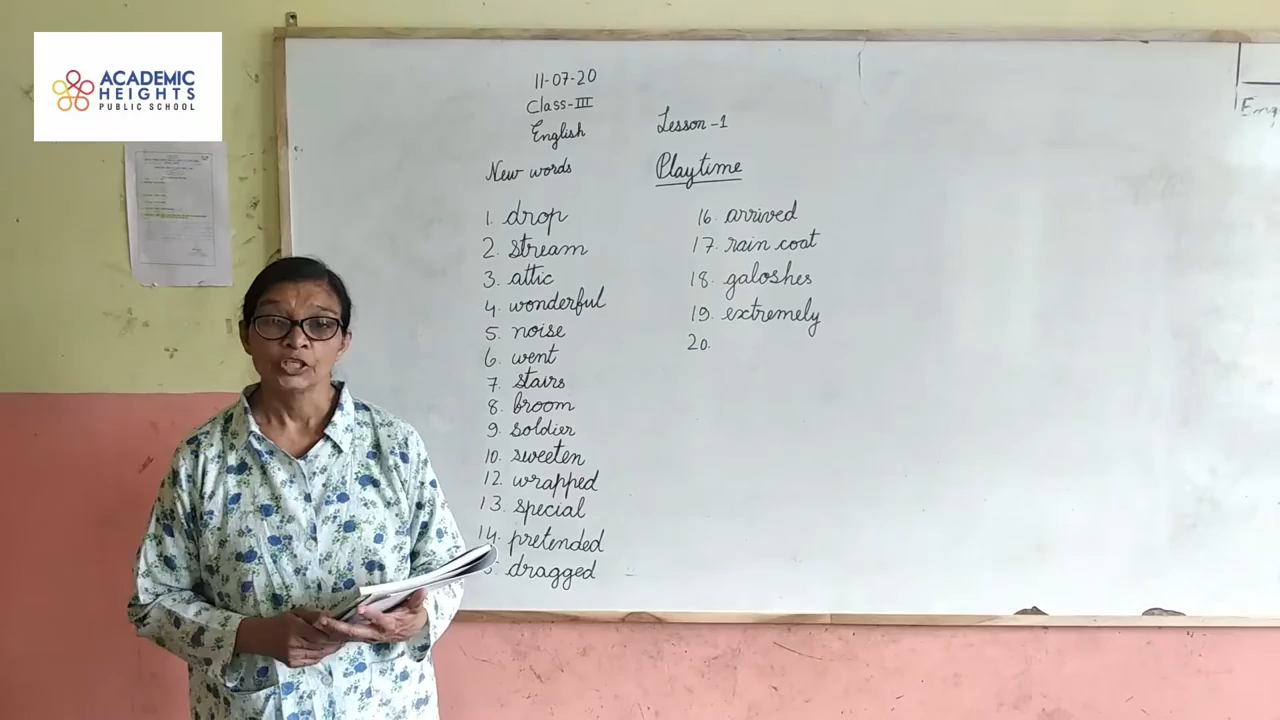 ACADEMIC
HEIGHTS
PUBLIC SCHOOL
11-07-20
Class-III
English
New words
1. drop
2. stream
3. attic
4. wonderful
5. noise
6. went
7. stairs
8. broom
9. soldier
10. sweeten
12. wrapped
13. special
14. pretended
dragged
Lesson-1
Playtime
16. arrived
17. rain coat
18. galoshes
19. extremely
20.